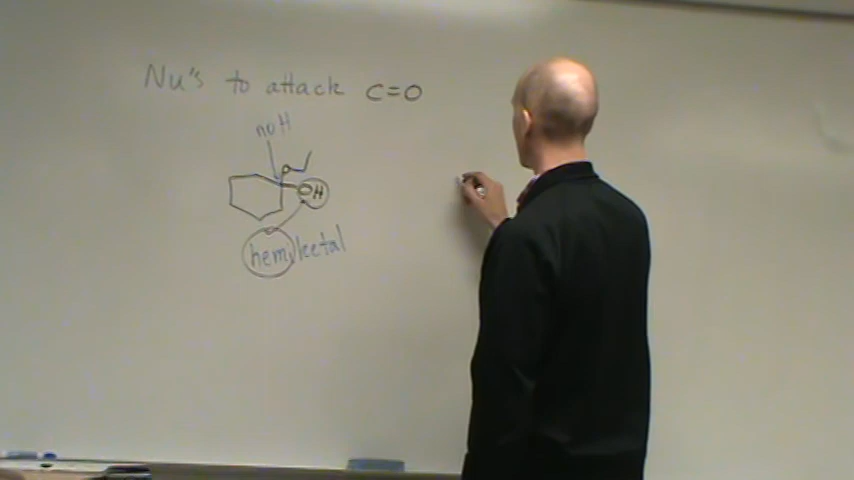 Nu's to attack C=O
no H
O
OH
hemiketal